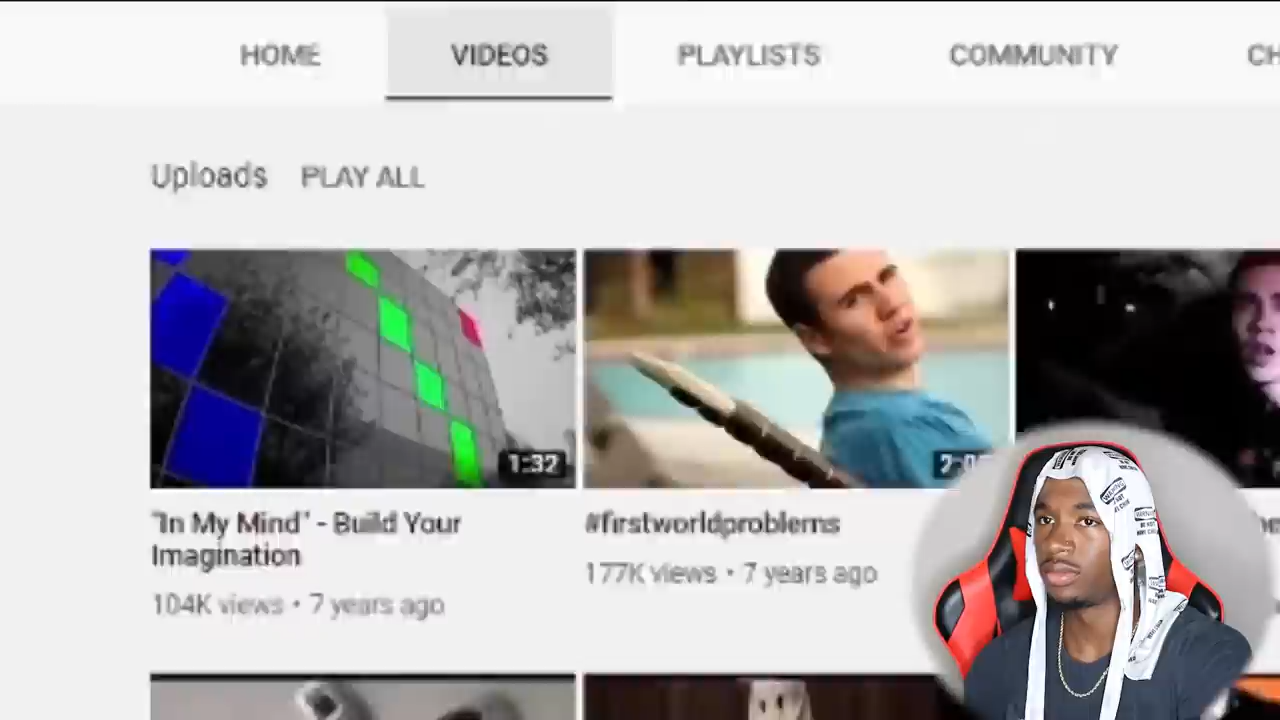 HOME VIDEOS PLAYLISTS COMMUNITY
Uploads PLAY ALL
1:32
"In My Mind" - Build Your
Imagination
104K views • 7 years ago
#firstworldproblems
177K views • 7 years ago